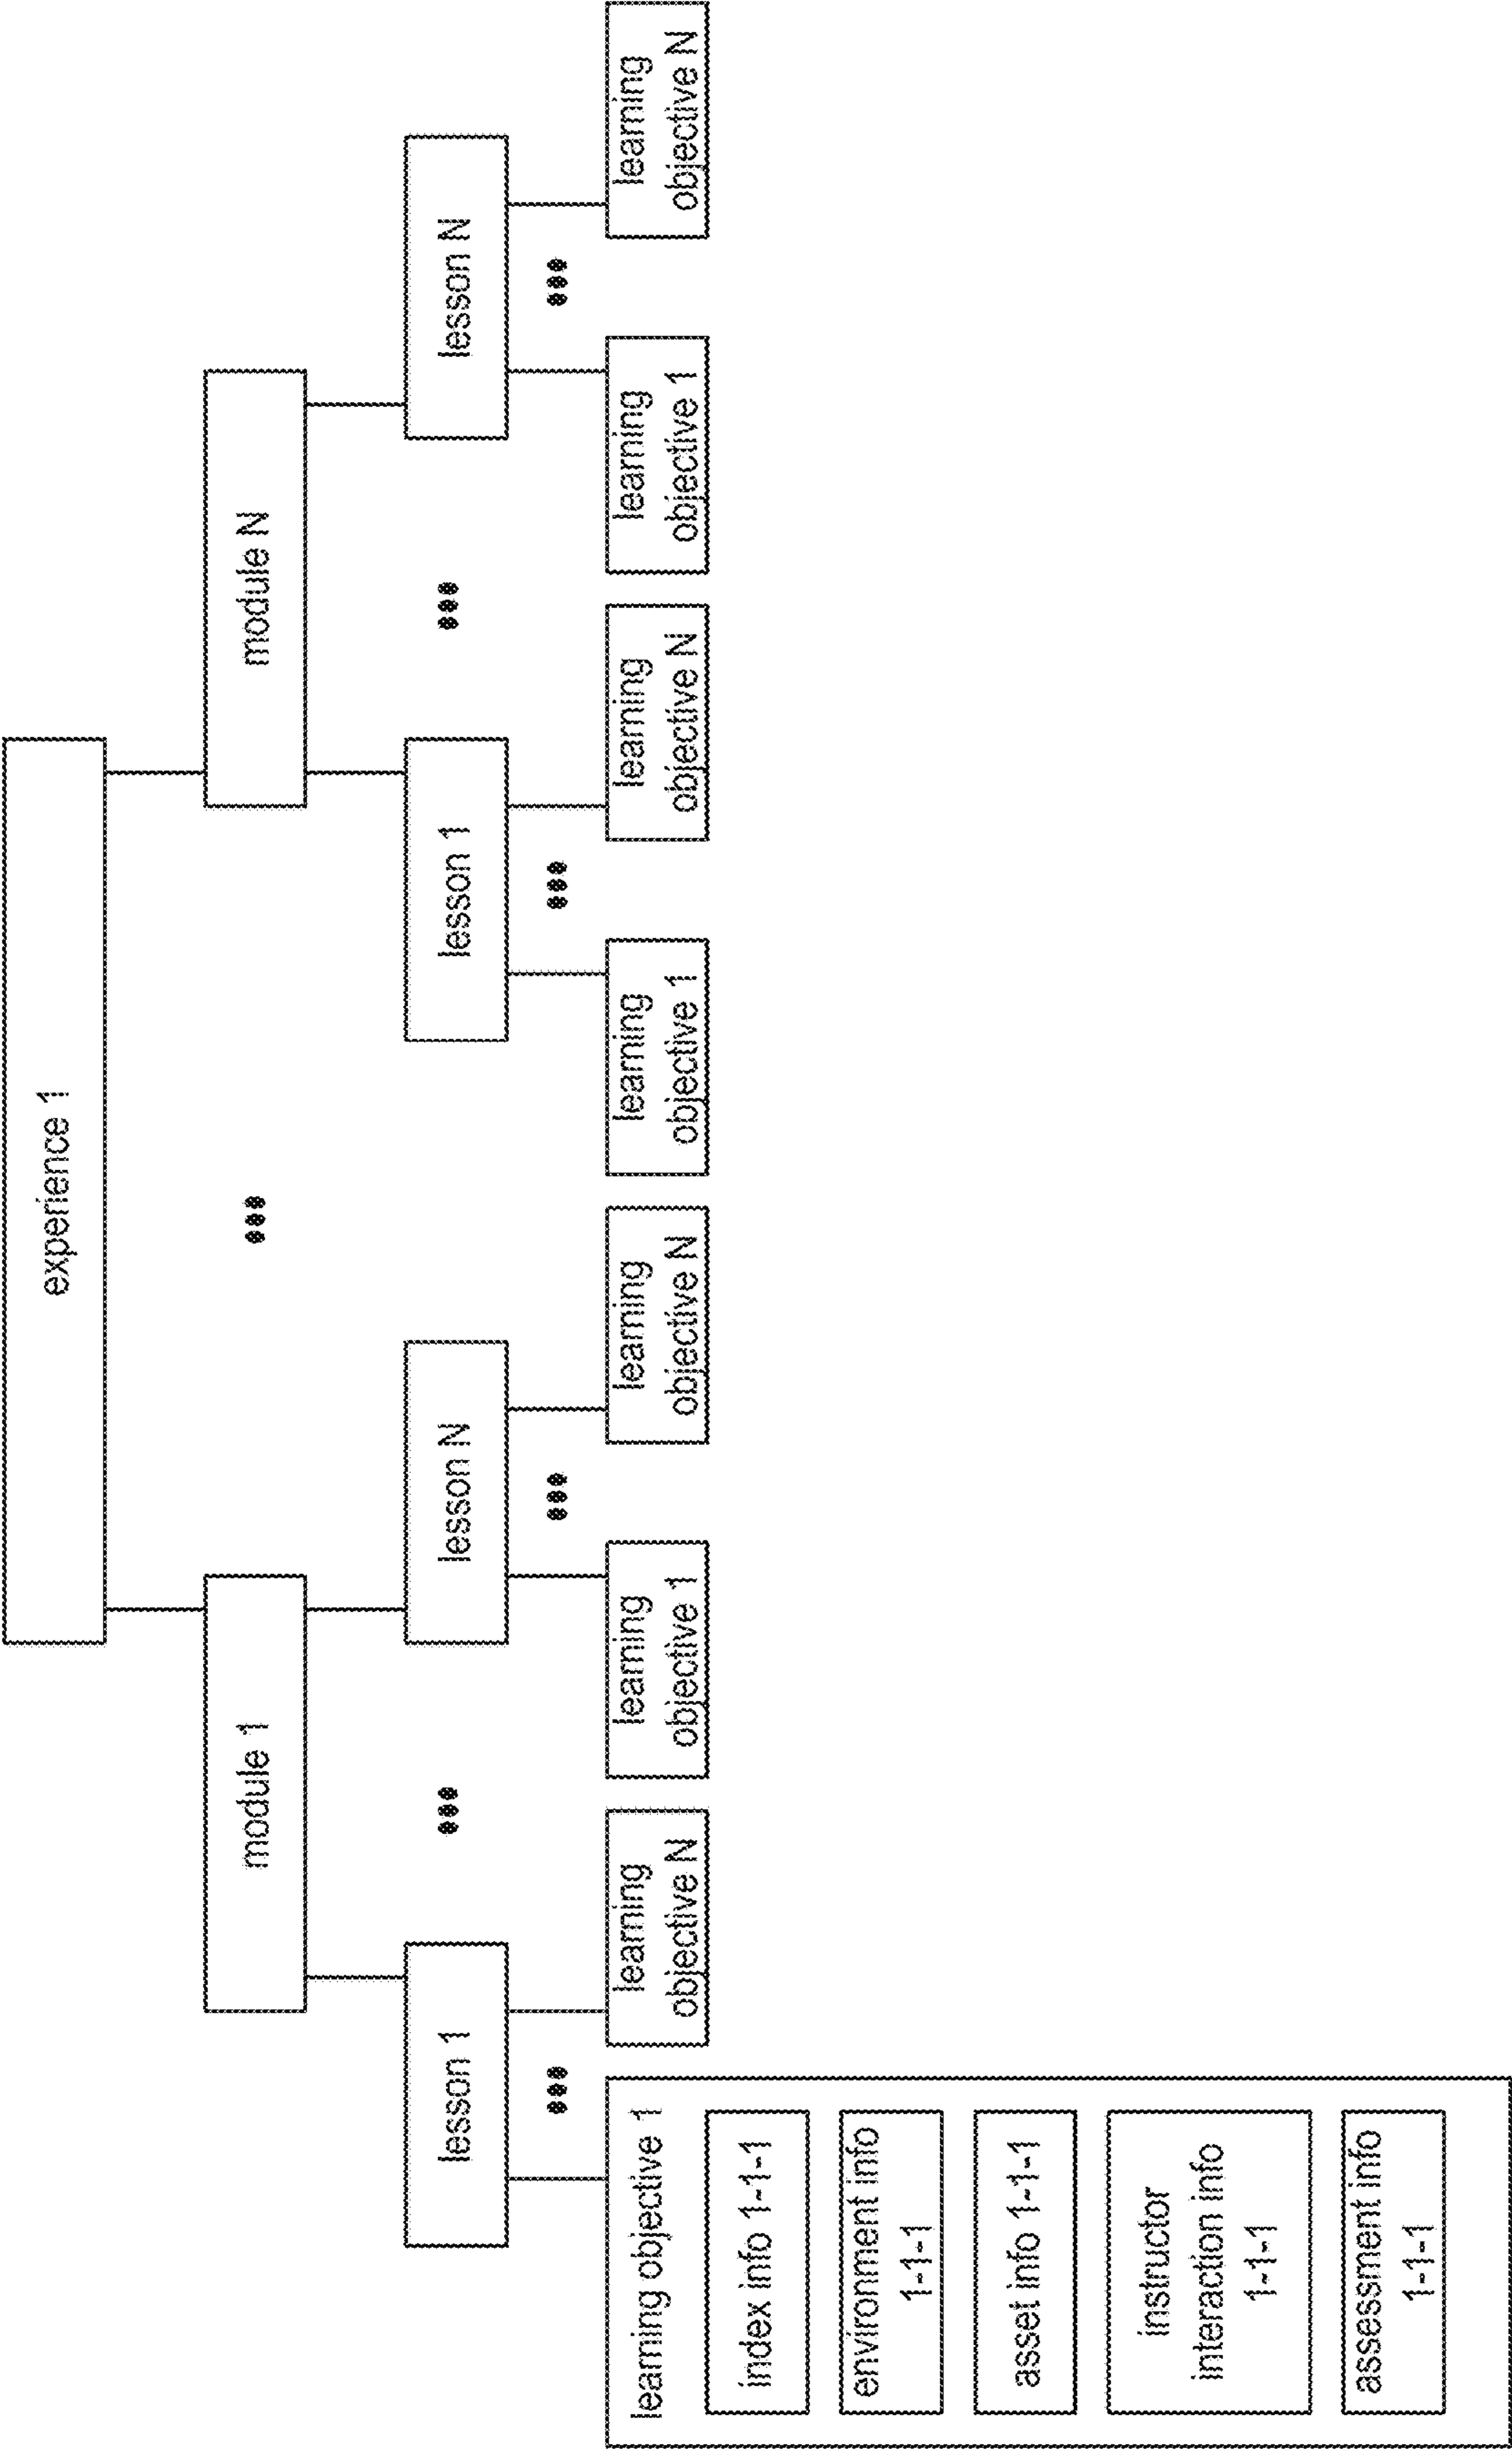 experience 1
module 1
module N
lesson 1
lesson N
lesson 1
lesson N
learning objective 1
index info 1-1-1
environment info
1-1-1
asset info 1-1-1
instructor
interaction info
1-1-1
assessment info
1-1-1
learning
objective N
learning
objective 1
learning
objective N
learning
objective 1
learning
objective N
learning
objective 1
learning
objective N